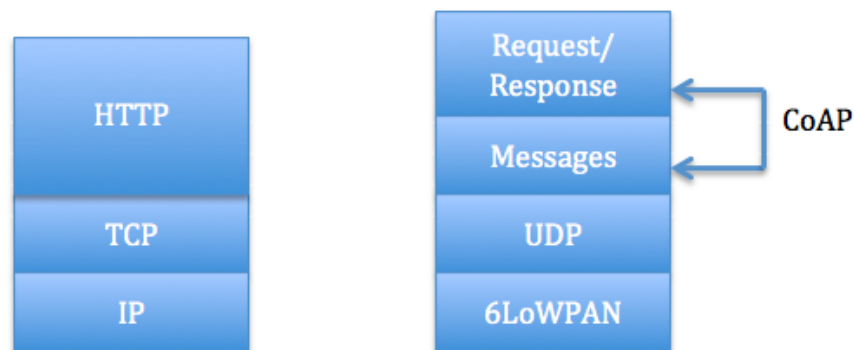 HTTP
TCP
IP
Request/
Response
Messages
UDP
6LoWPAN
CoAP